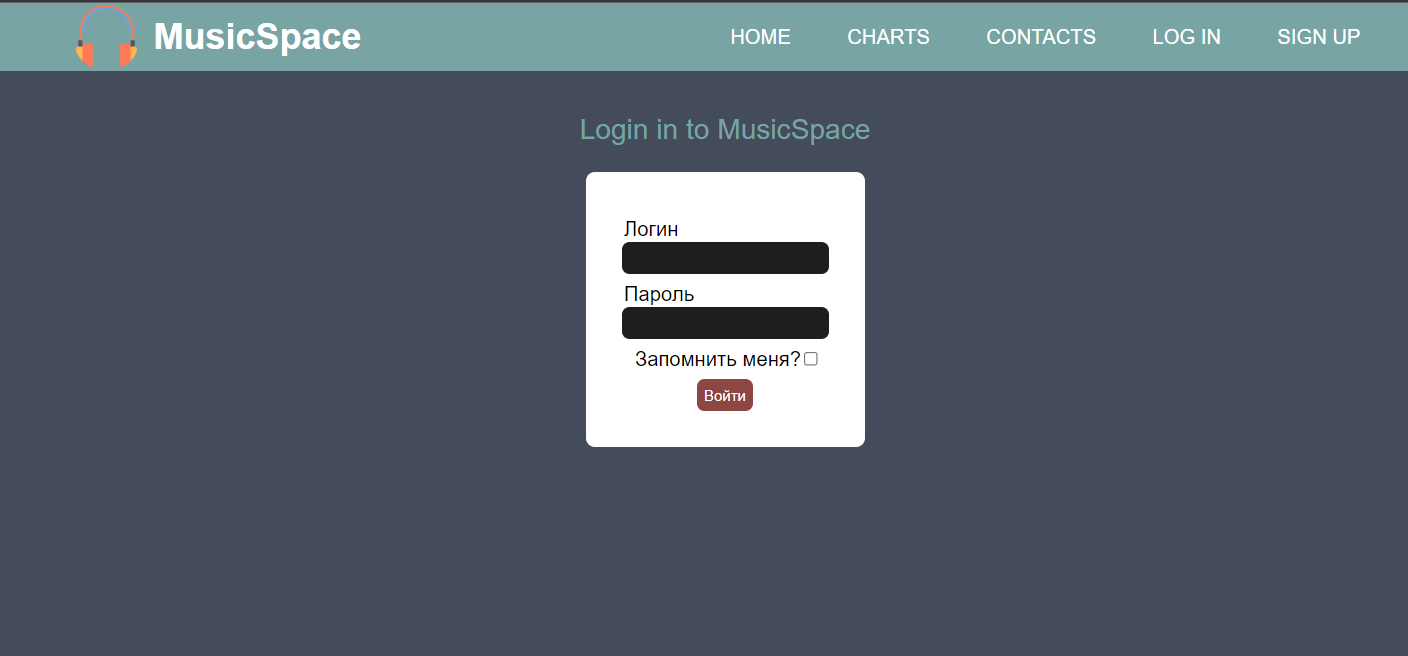 MusicSpace HOME CHARTS CONTACTS LOG IN SIGN UP
Login in to MusicSpace
Логин
Пароль
Запомнить меня?
Войти